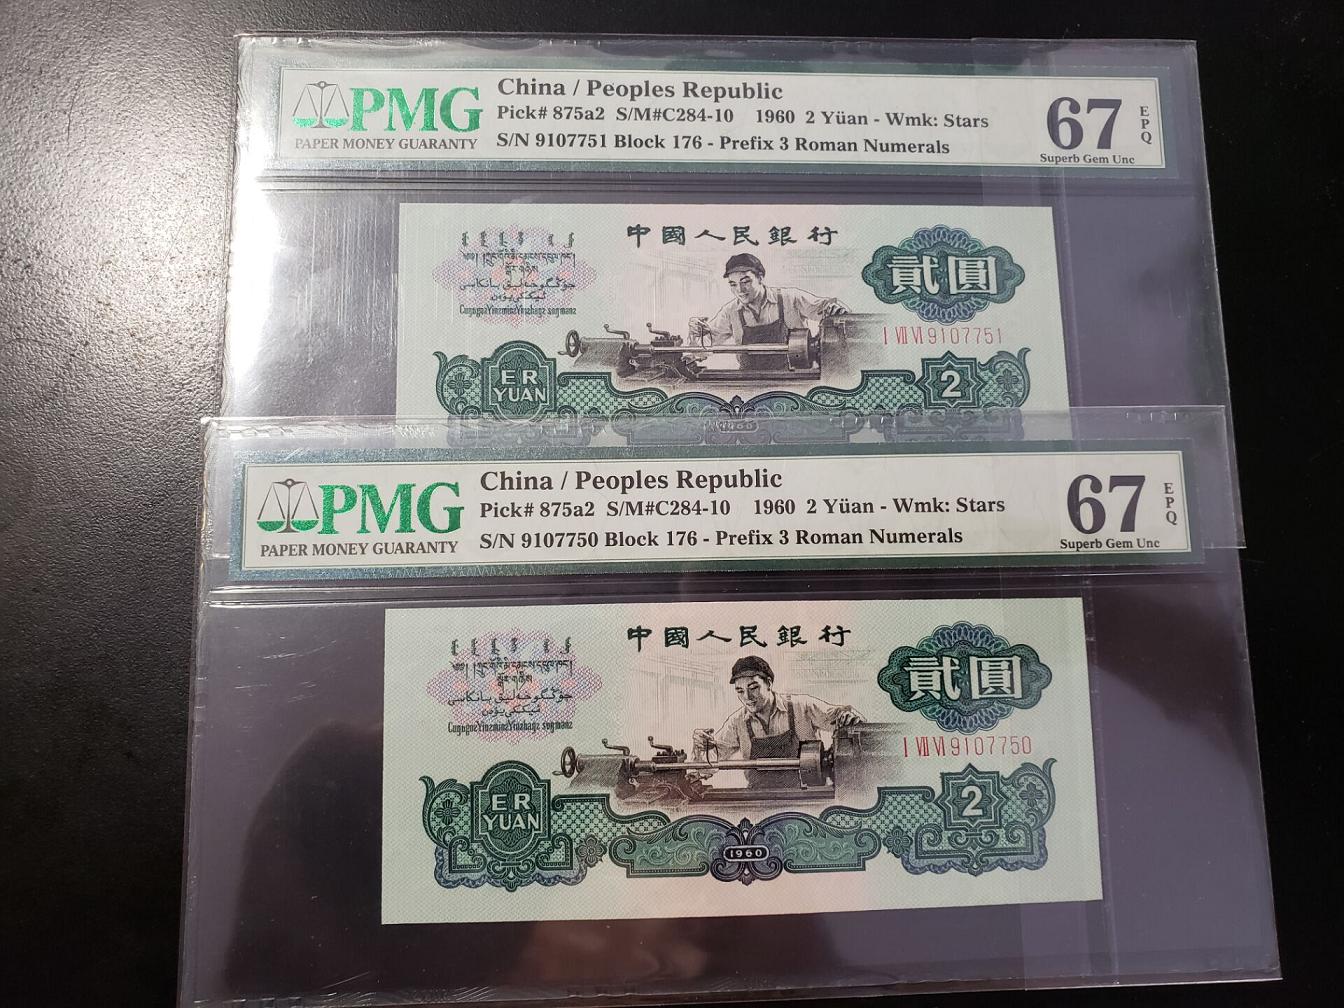 PMG
PAPER MONEY GUARANTY
China / Peoples Republic
Pick# 875a2 S/M#C284-10 1960 2 Yüan - Wmk: Stars
S/N 9107751 Block 176 - Prefix 3 Roman Numerals
67
EPQ
Superb Gem Unc
中國人民銀行
貳圓
I VII VI 9107751
ER
YUAN
2
1960
PMG
PAPER MONEY GUARANTY
China / Peoples Republic
Pick# 875a2 S/M#C284-10 1960 2 Yüan - Wmk: Stars
S/N 9107750 Block 176 - Prefix 3 Roman Numerals
67
EPQ
Superb Gem Unc
中國人民銀行
貳圓
I VII VI 9107750
ER
YUAN
2
1960